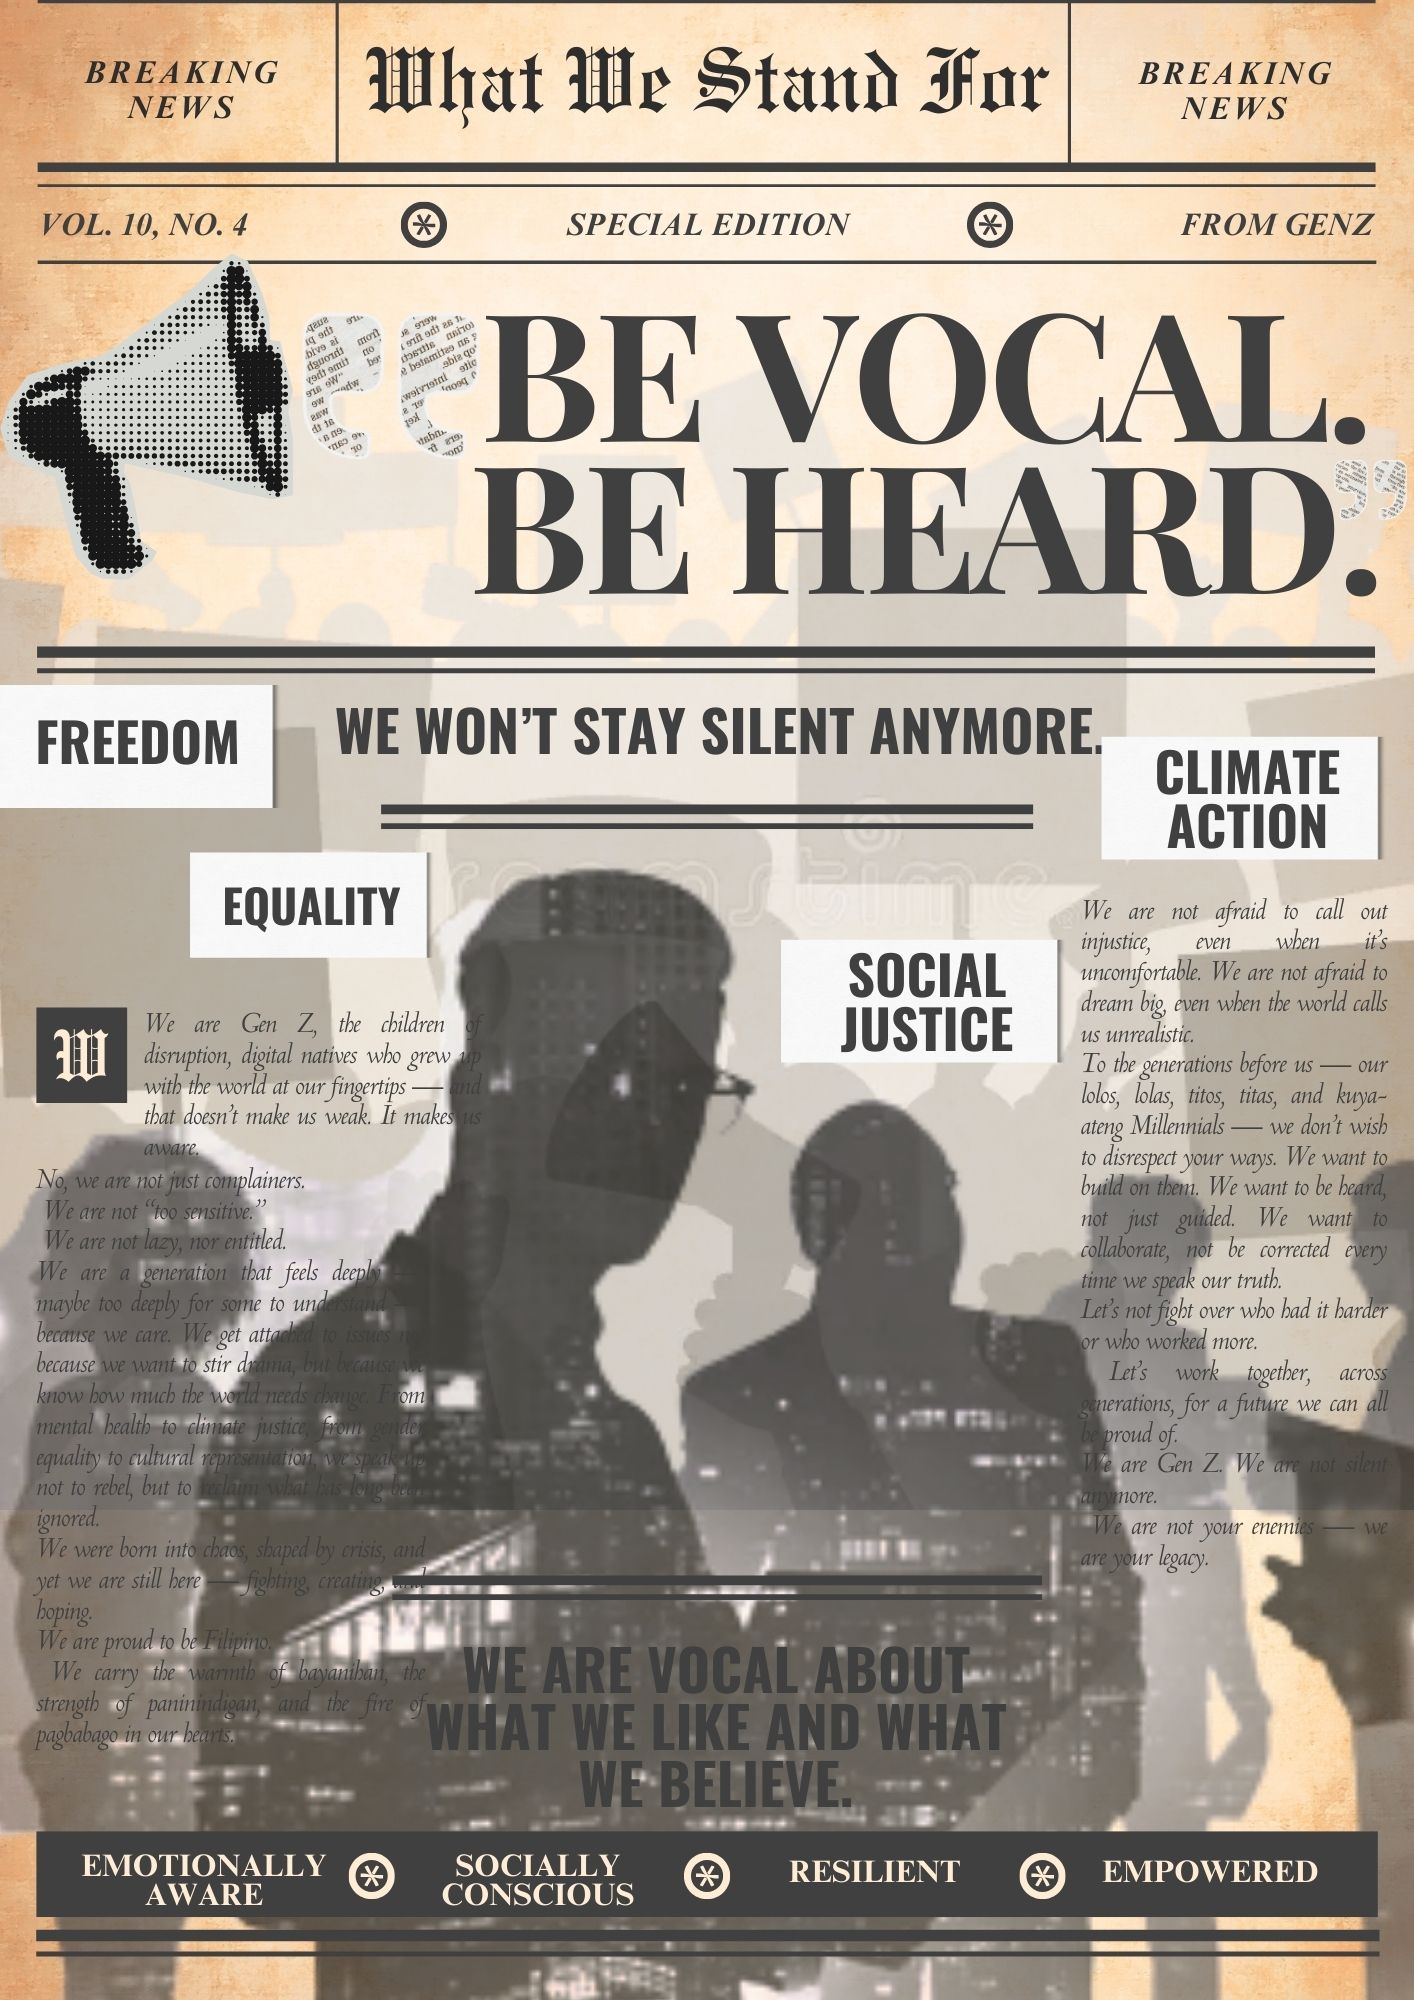 BREAKING
NEWS
What We Stand For
BREAKING
NEWS
VOL. 10, NO. 4
SPECIAL EDITION
FROM GENZ
BE VOCAL.
BE HEARD.
FREEDOM
WE WON'T STAY SILENT ANYMORE.
CLIMATE
ACTION
EQUALITY
SOCIAL
JUSTICE
W
We are Gen Z, the children of
disruption, digital natives who grew up
with the world at our fingertips — and
that doesn't make us weak. It makes us
aware.
No, we are not just complainers.
We are not “too sensitive.”
We are not lazy, nor entitled.
We are a generation that feels deeply —
maybe too deeply for some to understand —
because we care. We get attached to issues not
because we want to stir drama, but because we
know how much the world needs change. From
mental health to climate justice, from gender
equality to cultural representation, we speak up
not to rebel, but to reclaim what has long been
ignored.
We were born into chaos, shaped by crisis, and
yet we are still here — fighting, creating, and
hoping.
We are proud to be Filipino.
We carry the warmth of bayanihan, the
strength of paninindigan, and the fire of
pagbabago in our hearts.
We are not afraid to call out
injustice, even when it's
uncomfortable. We are not afraid to
dream big, even when the world calls
us unrealistic.
To the generations before us — our
lolos, lolas, titos, titas, and kuya-
ateng Millennials — we don't wish
to disrespect your ways. We want to
build on them. We want to be heard,
not just guided. We want to
collaborate, not be corrected every
time we speak our truth.
Let's not fight over who had it harder
or who worked more.
Let's work together, across
generations, for a future we can all
be proud of.
We are Gen Z. We are not silent
anymore.
We are not your enemies — we
are your legacy.
WE ARE VOCAL ABOUT
WHAT WE LIKE AND WHAT
WE BELIEVE.
EMOTIONALLY
AWARE
SOCIALLY
CONSCIOUS
RESILIENT
EMPOWERED